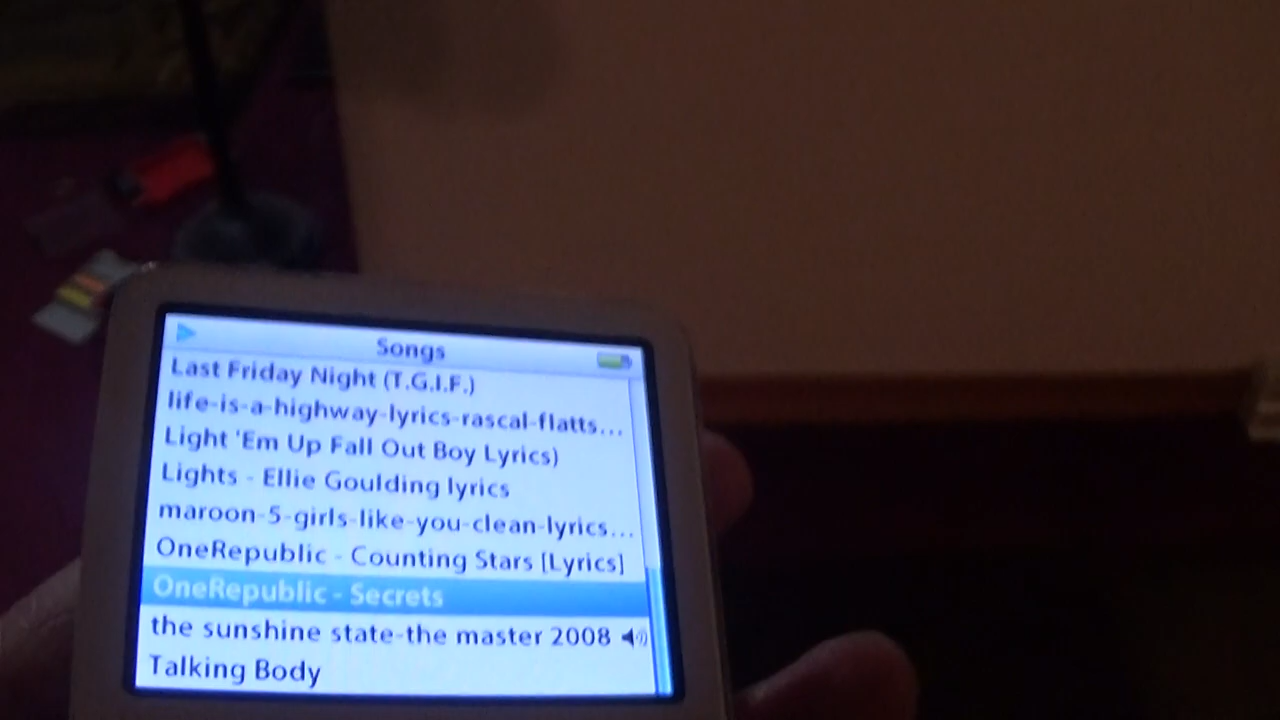 Songs
Last Friday Night (T.G.I.F.)
life-is-a-highway-lyrics-rascal-flatts...
Light 'Em Up Fall Out Boy Lyrics)
Lights - Ellie Goulding lyrics
maroon-5-girls-like-you-clean-lyrics...
OneRepublic - Counting Stars [Lyrics]
OneRepublic - Secrets
the sunshine state-the master 2008
Talking Body